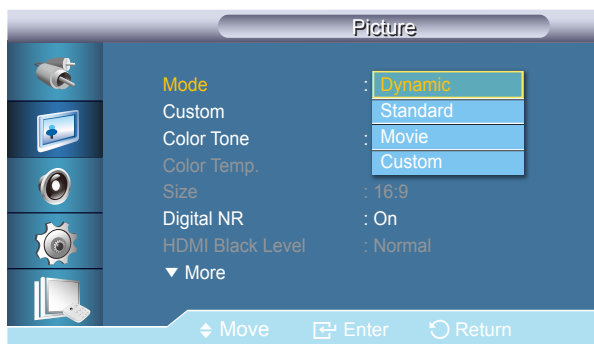 Picture
Mode : Dynamic
Custom Standard
Color Tone : Movie
Color Temp. Custom
Size : 16:9
Digital NR : On
HDMI Black Level : Normal
▼ More
Move Enter Return